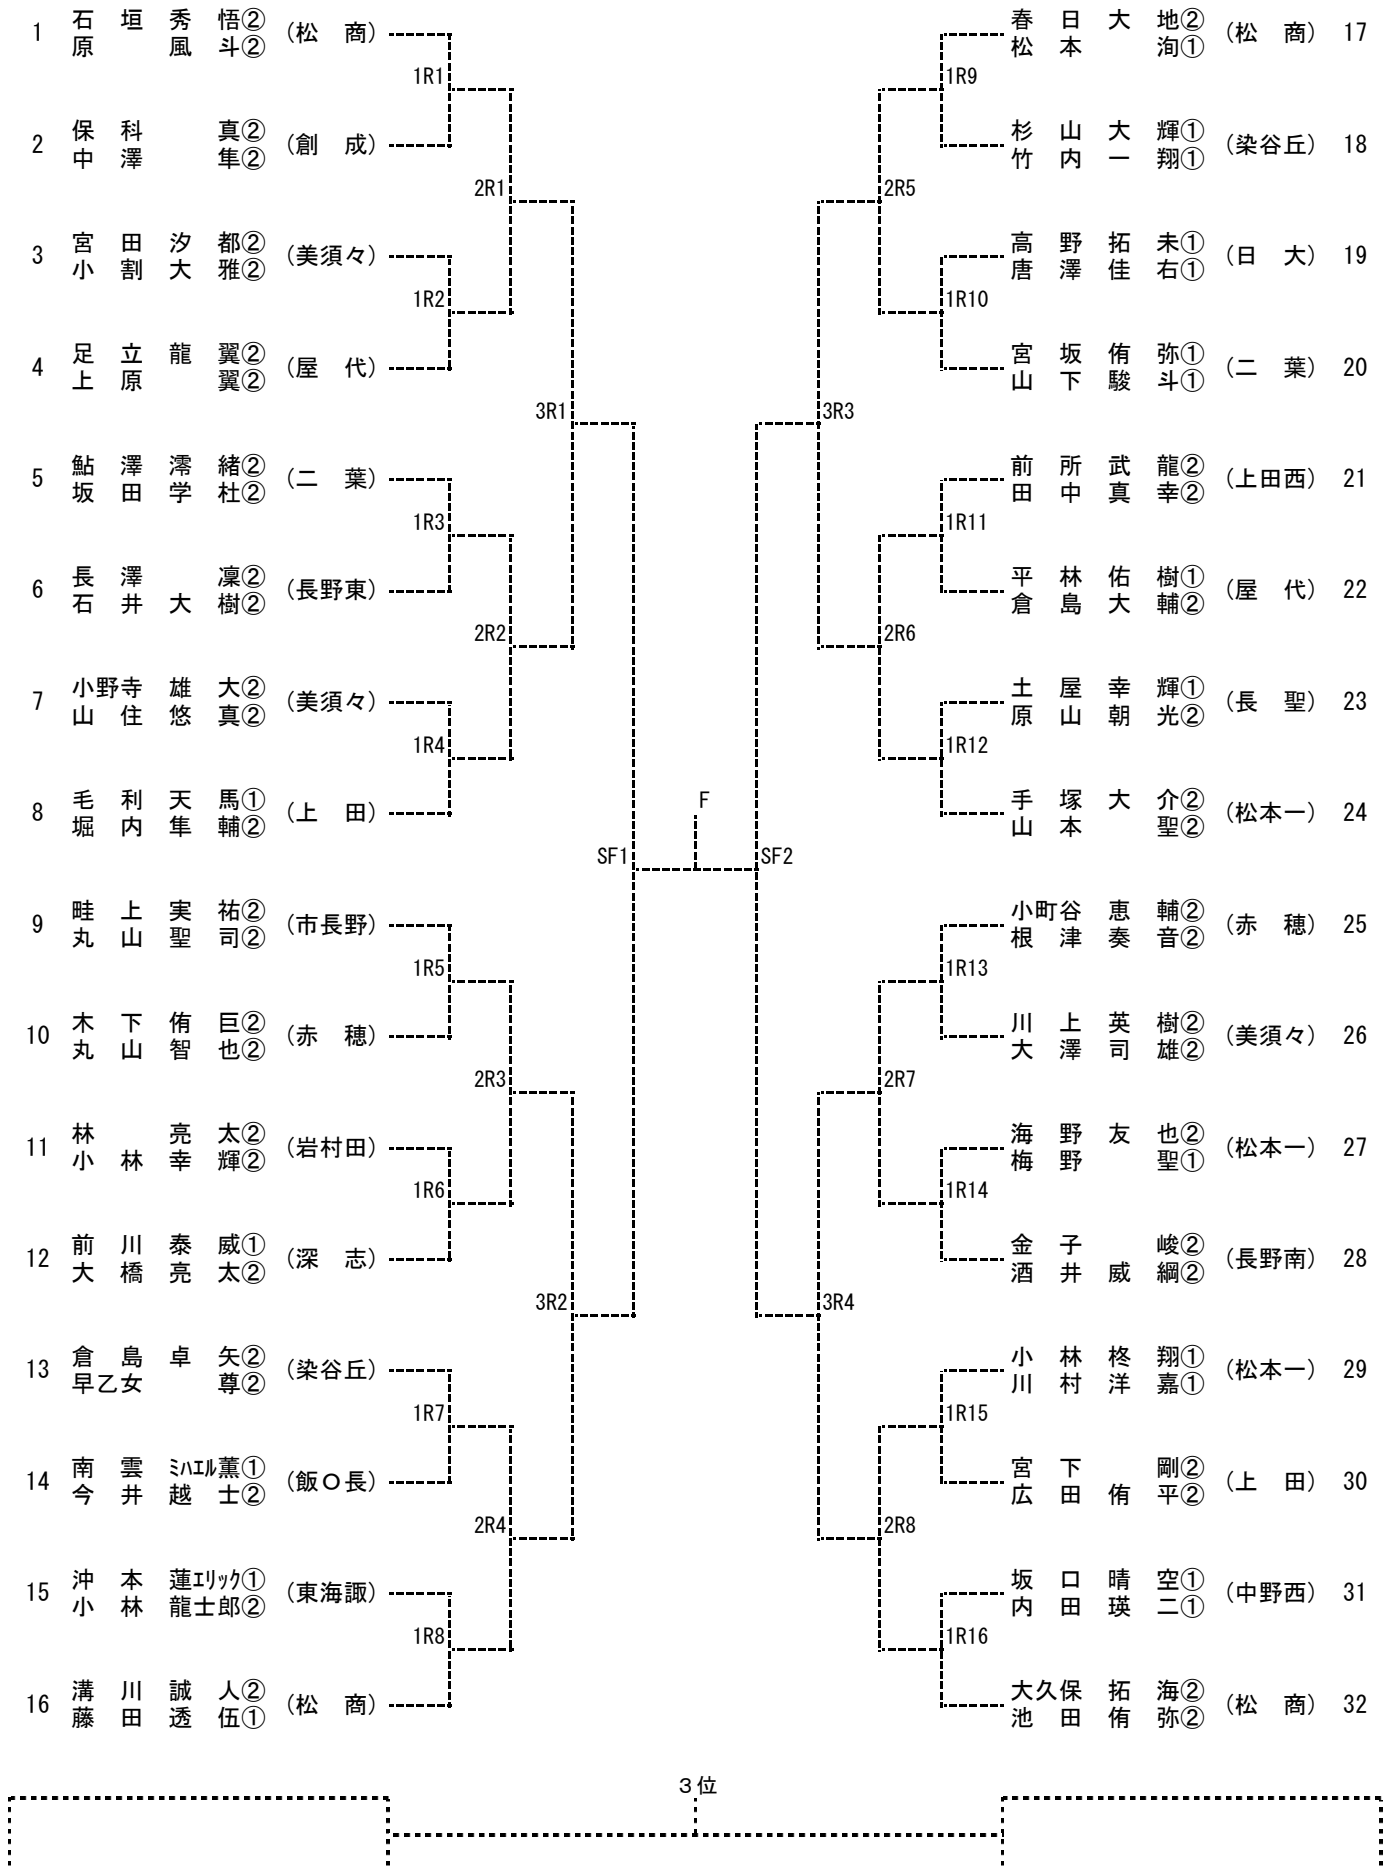 1 石垣秀悟② (松商)
原風斗②
1R1
2 保科真② (創成)
中澤隼②
2R1
3 宮田汐都② (美須々)
小割大雅②
1R2
4 足立龍翼② (屋代)
上原翼②
3R1
5 鮎澤澪緒② (二葉)
坂田学杜②
1R3
6 長澤凜② (長野東)
石井大樹②
2R2
7 小野寺雄大② (美須々)
山住悠真②
1R4
8 毛利天馬① (上田)
堀内隼輔②
SF1
9 畦上実祐② (市長野)
丸山聖司②
1R5
10 木下侑巨② (赤穂)
丸山智也②
2R3
11 林亮太② (岩村田)
小林幸輝②
1R6
12 前川泰威① (深志)
大橋亮太②
3R2
13 倉島卓矢② (染谷丘)
早乙女尊②
1R7
14 南雲ﾐﾊｴﾙ薫① (飯O長)
今井越士②
2R4
15 沖本蓮ｴﾘｯｸ① (東海諏)
小林龍士郎②
1R8
16 溝川誠人② (松商)
藤田透伍①
F
春日大地② (松商) 17
松本洵①
1R9
杉山大輝① (染谷丘) 18
竹内一翔①
2R5
高野拓未① (日大) 19
唐澤佳右①
1R10
宮坂侑弥① (二葉) 20
山下駿斗①
3R3
前所武龍② (上田西) 21
田中真幸②
1R11
平林佑樹① (屋代) 22
倉島大輔②
2R6
土屋幸輝① (長聖) 23
原山朝光②
1R12
手塚大介② (松本一) 24
山本聖②
SF2
小町谷恵輔② (赤穂) 25
根津奏音②
1R13
川上英樹② (美須々) 26
大澤司雄②
2R7
海野友也② (松本一) 27
梅野聖①
1R14
金子峻② (長野南) 28
酒井威綱②
3R4
小林柊翔① (松本一) 29
川村洋嘉①
1R15
宮下剛② (上田) 30
広田侑平②
2R8
坂口晴空① (中野西) 31
内田瑛二①
1R16
大久保拓海② (松商) 32
池田侑弥②
３位